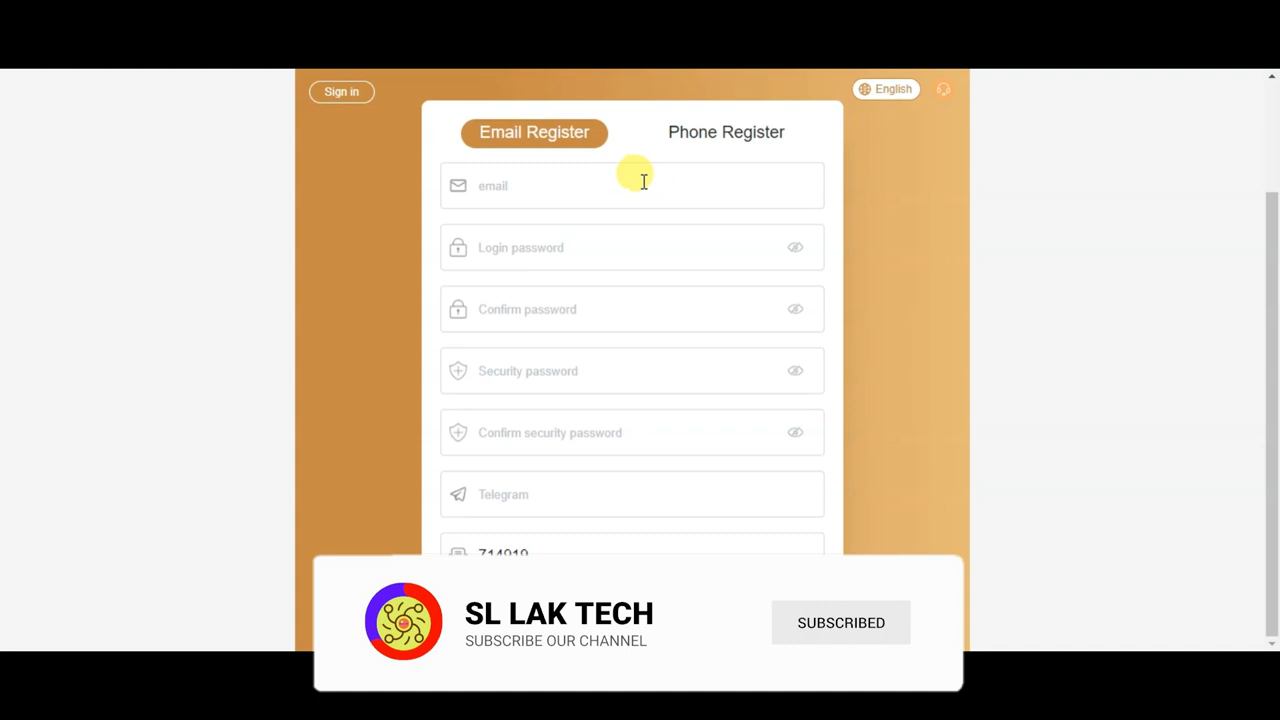 Sign in
English
Email Register
Phone Register
email
Login password
Confirm password
Security password
Confirm security password
Telegram
714919
SL LAK TECH
SUBSCRIBE OUR CHANNEL
SUBSCRIBED